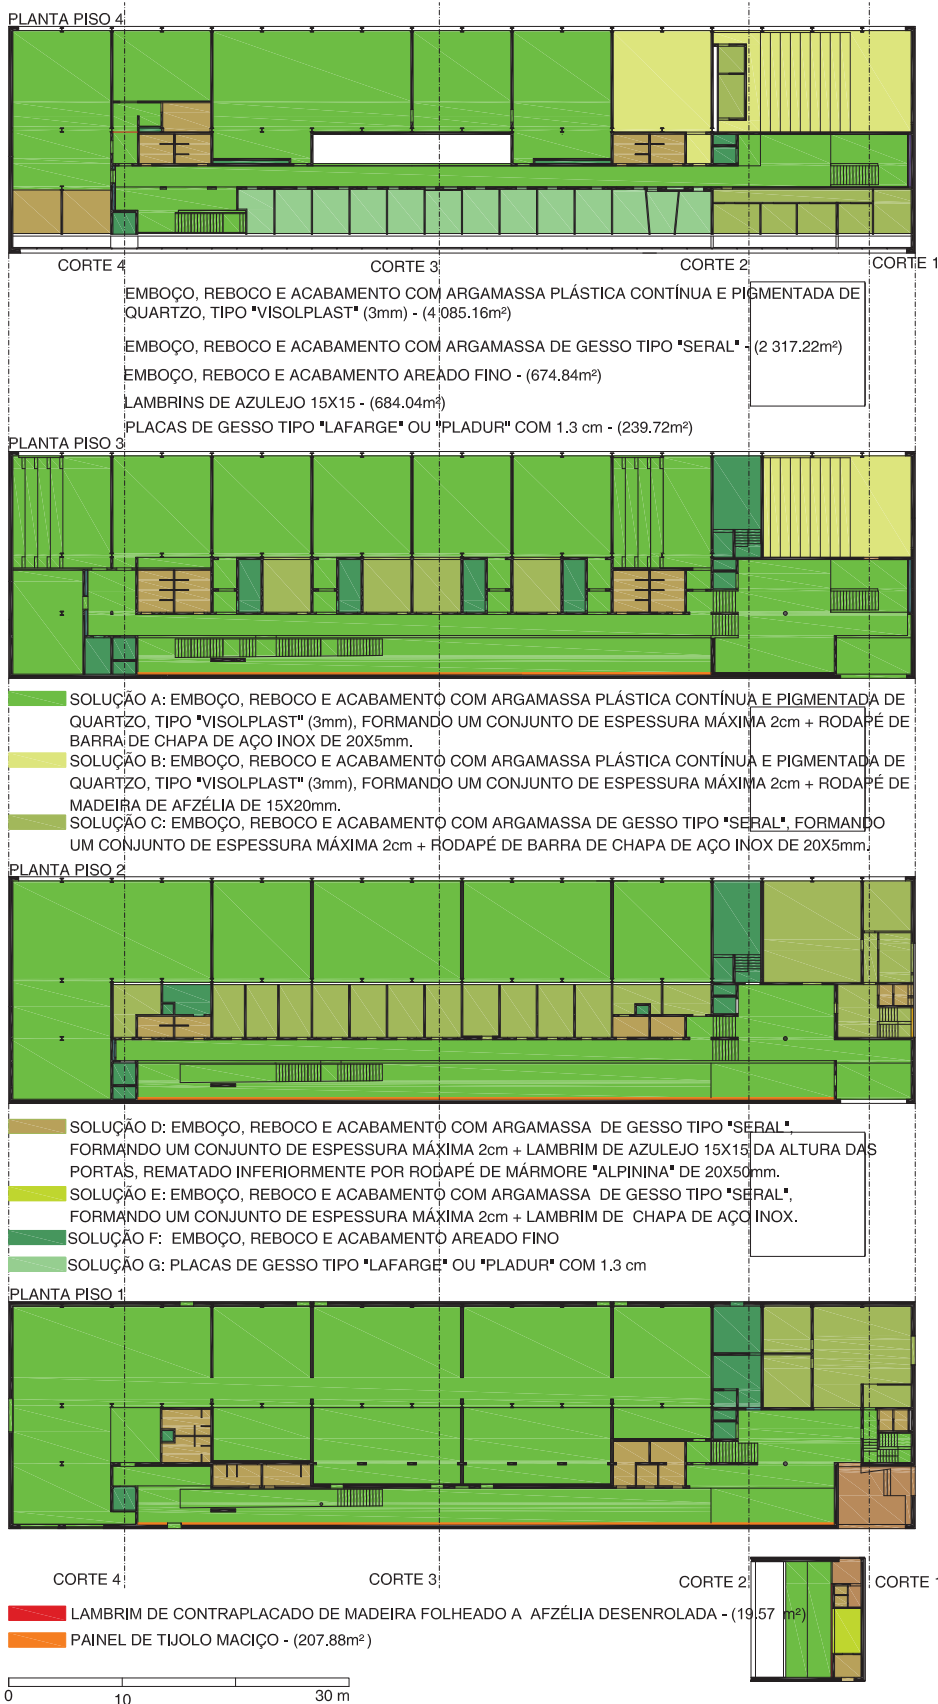 PLANTA PISO 4
CORTE 4 CORTE 3 CORTE 2 CORTE 1
EMBOÇO, REBOCO E ACABAMENTO COM ARGAMASSA PLÁSTICA CONTÍNUA E PIGMENTADA DE
QUARTZO, TIPO "VISOLPLAST" (3mm) - (4 085.16m²)
EMBOÇO, REBOCO E ACABAMENTO COM ARGAMASSA DE GESSO TIPO "SERAL" - (2 317.22m²)
EMBOÇO, REBOCO E ACABAMENTO AREADO FINO - (674.84m²)
LAMBRINS DE AZULEJO 15X15 - (684.04m²)
PLACAS DE GESSO TIPO "LAFARGE" OU "PLADUR" COM 1.3 cm - (239.72m²)
PLANTA PISO 3
SOLUÇÃO A: EMBOÇO, REBOCO E ACABAMENTO COM ARGAMASSA PLÁSTICA CONTÍNUA E PIGMENTADA DE
QUARTZO, TIPO "VISOLPLAST" (3mm), FORMANDO UM CONJUNTO DE ESPESSURA MÁXIMA 2cm + RODAPÉ DE
BARRA DE CHAPA DE AÇO INOX DE 20X5mm.
SOLUÇÃO B: EMBOÇO, REBOCO E ACABAMENTO COM ARGAMASSA PLÁSTICA CONTÍNUA E PIGMENTADA DE
QUARTZO, TIPO "VISOLPLAST" (3mm), FORMANDO UM CONJUNTO DE ESPESSURA MÁXIMA 2cm + RODAPÉ DE
MADEIRA DE AFZÉLIA DE 15X20mm.
SOLUÇÃO C: EMBOÇO, REBOCO E ACABAMENTO COM ARGAMASSA DE GESSO TIPO "SERAL", FORMANDO
UM CONJUNTO DE ESPESSURA MÁXIMA 2cm + RODAPÉ DE BARRA DE CHAPA DE AÇO INOX DE 20X5mm.
PLANTA PISO 2
SOLUÇÃO D: EMBOÇO, REBOCO E ACABAMENTO COM ARGAMASSA DE GESSO TIPO "SERAL",
FORMANDO UM CONJUNTO DE ESPESSURA MÁXIMA 2cm + LAMBRIM DE AZULEJO 15X15 DA ALTURA DAS
PORTAS, REMATADO INFERIORMENTE POR RODAPÉ DE MÁRMORE "ALPININA" DE 20X50mm.
SOLUÇÃO E: EMBOÇO, REBOCO E ACABAMENTO COM ARGAMASSA DE GESSO TIPO "SERAL",
FORMANDO UM CONJUNTO DE ESPESSURA MÁXIMA 2cm + LAMBRIM DE CHAPA DE AÇO INOX.
SOLUÇÃO F: EMBOÇO, REBOCO E ACABAMENTO AREADO FINO
SOLUÇÃO G: PLACAS DE GESSO TIPO "LAFARGE" OU "PLADUR" COM 1.3 cm
PLANTA PISO 1
CORTE 4 CORTE 3 CORTE 2 CORTE 1
LAMBRIM DE CONTRAPLACADO DE MADEIRA FOLHEADO A AFZÉLIA DESENROLADA - (19.57 m²)
PAINEL DE TIJOLO MACIÇO - (207.88m²)
0 10 30 m